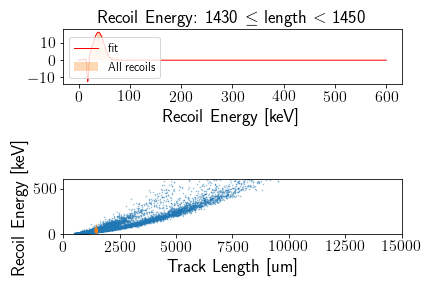 Recoil Energy: 1430 ≤ length < 1450
10
0
−10
fit
All recoils
0 100 200 300 400 500 600
Recoil Energy [keV]
Recoil Energy [keV]
500
0
0 2500 5000 7500 10000 12500 15000
Track Length [um]